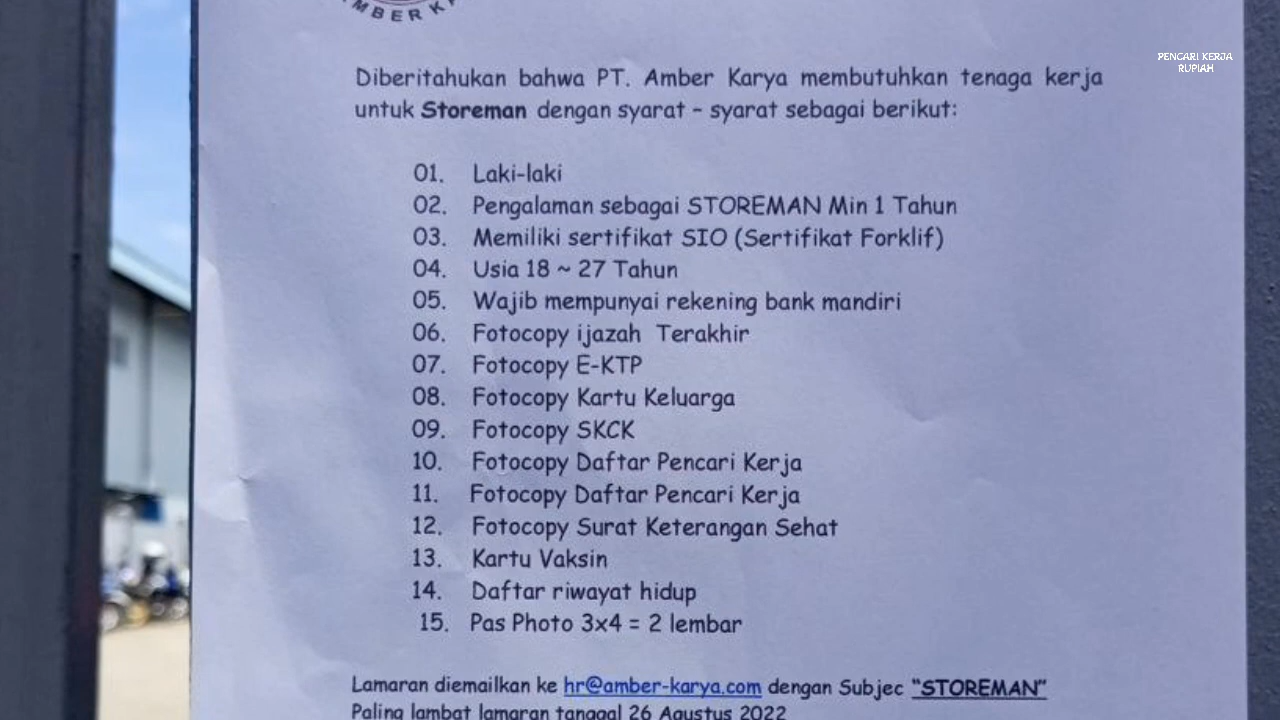 AMBER KA
PENCARI KERJA
RUPIAH
Diberitahukan bahwa PT. Amber Karya membutuhkan tenaga kerja
untuk Storeman dengan syarat – syarat sebagai berikut:
01. Laki-laki
02. Pengalaman sebagai STOREMAN Min 1 Tahun
03. Memiliki sertifikat SIO (Sertifikat Forklif)
04. Usia 18 ~ 27 Tahun
05. Wajib mempunyai rekening bank mandiri
06. Fotocopy ijazah Terakhir
07. Fotocopy E-KTP
08. Fotocopy Kartu Keluarga
09. Fotocopy SKCK
10. Fotocopy Daftar Pencari Kerja
11. Fotocopy Daftar Pencari Kerja
12. Fotocopy Surat Keterangan Sehat
13. Kartu Vaksin
14. Daftar riwayat hidup
15. Pas Photo 3x4 = 2 lembar
Lamaran diemailkan ke hr@amber-karya.com dengan Subjec "STOREMAN"
Paling lambat lamaran tanggal 26 Agustus 2022